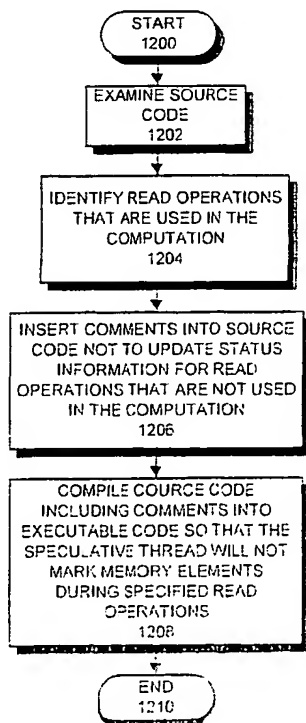 START
1200
EXAMINE SOURCE
CODE
1202
IDENTIFY READ OPERATIONS
THAT ARE USED IN THE
COMPUTATION
1204
INSERT COMMENTS INTO SOURCE
CODE NOT TO UPDATE STATUS
INFORMATION FOR READ
OPERATIONS THAT ARE NOT USED
IN THE COMPUTATION
1206
COMPILE COURCE CODE
INCLUDING COMMENTS INTO
EXECUTABLE CODE SO THAT THE
SPECULATIVE THREAD WILL NOT
MARK MEMORY ELEMENTS
DURING SPECIFIED READ
OPERATIONS
1208
END
1210